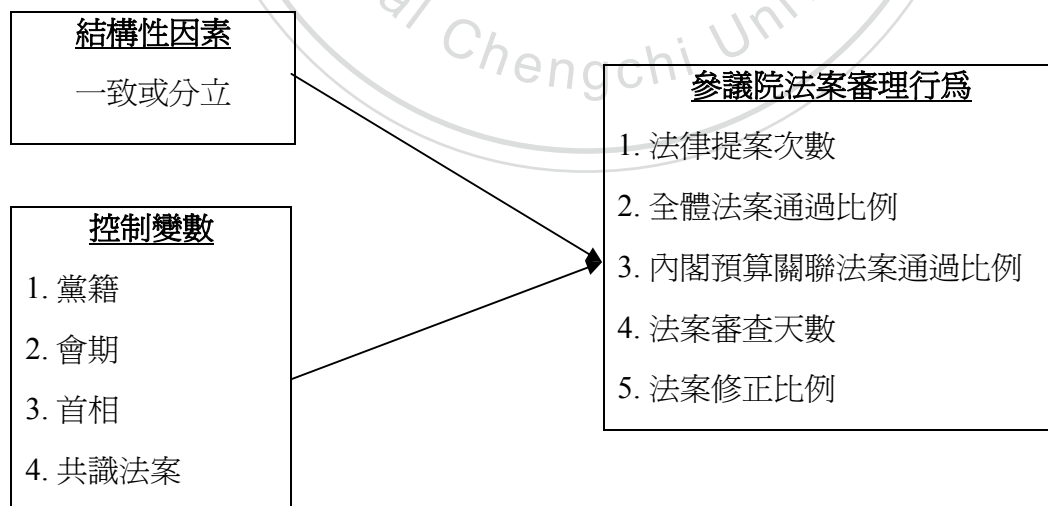 結構性因素
一致或分立
控制變數
1. 黨籍
2. 會期
3. 首相
4. 共識法案
參議院法案審理行為
1. 法律提案次數
2. 全體法案通過比例
3. 內閣預算關聯法案通過比例
4. 法案審查天數
5. 法案修正比例
al Chengchi Uni